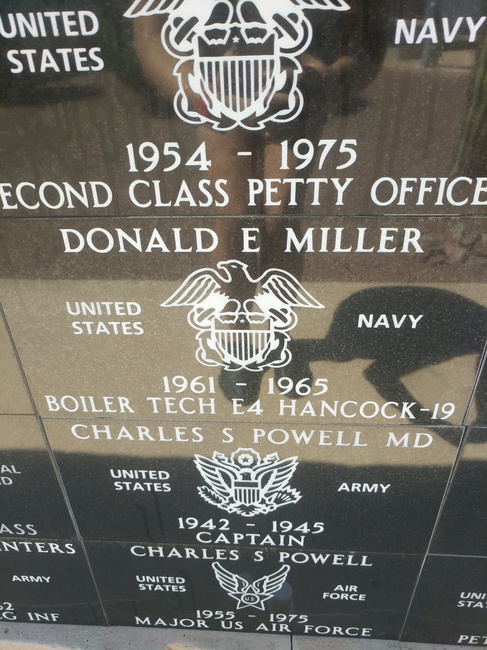 UNITED STATES
NAVY
1954 - 1975
ECOND CLASS PETTY OFFICE
DONALD E MILLER
UNITED STATES
NAVY
1961 - 1965
BOILER TECH E4 HANCOCK-19
CHARLES S POWELL MD
UNITED STATES
ARMY
1942 - 1945
CAPTAIN
CHARLES S POWELL
UNITED STATES
AIR FORCE
US
1955 - 1975
MAJOR US AIR FORCE
ARMY
G INF